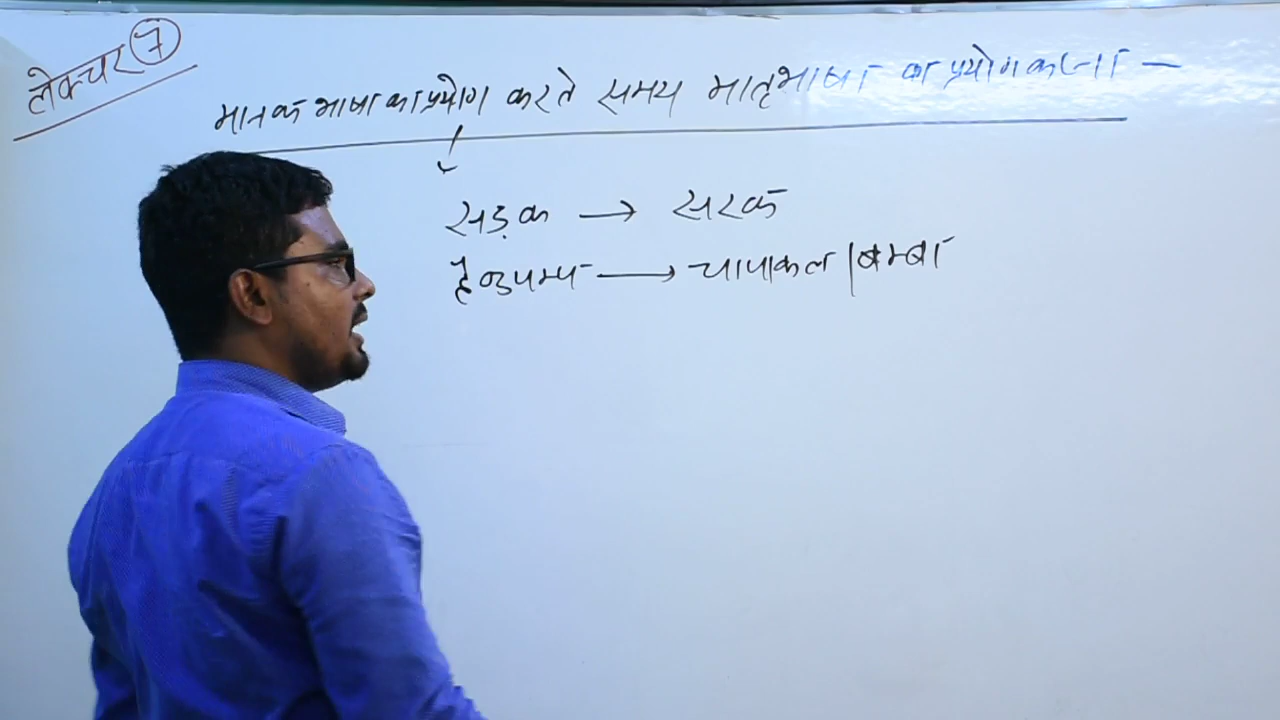 लेक्चर 7
मानक भाषा का प्रयोग करते समय मातृभाषा का प्रयोग करना —
सड़क → सरक
हैण्डपम्प → चापाकल | बम्बा